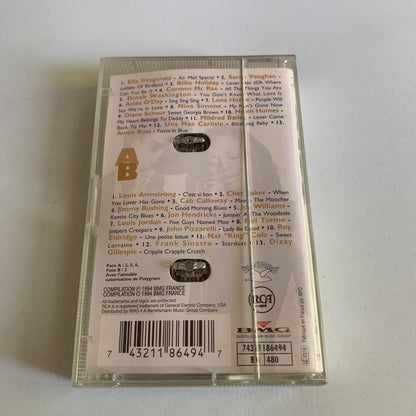 1. Ella Fitzgerald - Air Mail Special • 2. Sarah Vaughan -
Lullaby Of Birdland • 3. Billie Holiday - Lover Man (Oh Where
Can You Be ?) • 4. Carmen Mc Rae - All The Things You Are
5. Dinah Washington - You Don't Know What Love Is
6. Anita O'Day - Sing Sing Sing • 7. Lena Horne - People Will
Say We're In Love • 8. Nina Simone - My Man's Gone Now
9. Diane Schuur - Sweet Georgia Brown • 10. Helen Humes -
My Heart Belongs To Daddy • 11. Mildred Bailey - Lover Come
Back To Me • 12. Una Mae Carlisle - Blitzkrieg Baby • 13.
Annie Ross - Fiesta In Blue
A
B
1. Louis Armstrong - C'est si bon • 2. Chet Baker - When
Your Lover Has Gone • 3. Cab Calloway - Minnie The Moocher
4. Jimmy Rushing - Good Morning Blues • 5. Joe Williams -
Kansas City Blues • 6. Jon Hendricks - Jumpin' At The Woodside
7. Louis Jordan - Five Guys Named Moe • 8. Mel Torme -
Jeepers Creepers • 9. John Pizzarelli - Lady Be Good • 10. Roy
Eldridge - Une petite laitue • 11. Nat "King" Cole - Sweet
Lorraine • 12. Frank Sinatra - Stardust • 13. Dizzy
Gillespie - Cripple Crapple Crutch
Face A : 2, 5, 6,
Face B : 2
Avec l'aimable
autorisation de Polygram
COMPILATION ℗ 1994 BMG FRANCE
COMPILATION © 1994 BMG FRANCE
All trademarks and logos are protected
RCA is a registered trademark of General Electric Company, USA
Distributed by BMG • A Bertelsmann Music Group Company
RCA
BMG
BERTELSMANN MUSIC GROUP
7 43211 86494 7
74321186494
480